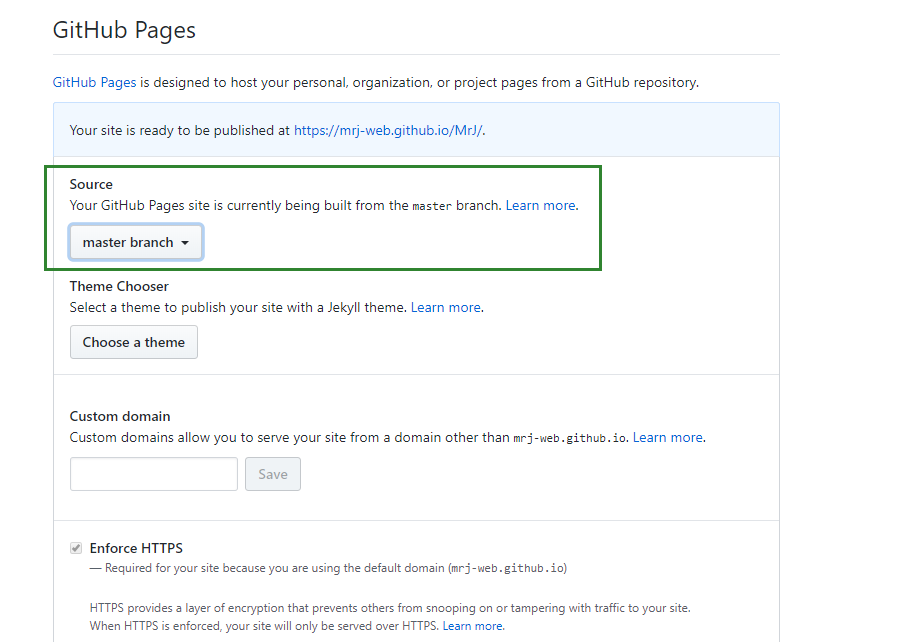 GitHub Pages
GitHub Pages is designed to host your personal, organization, or project pages from a GitHub repository.
Your site is ready to be published at https://mrj-web.github.io/MrJ/.
Source
Your GitHub Pages site is currently being built from the master branch. Learn more.
master branch
Theme Chooser
Select a theme to publish your site with a Jekyll theme. Learn more.
Choose a theme
Custom domain
Custom domains allow you to serve your site from a domain other than mrj-web.github.io. Learn more.
Save
Enforce HTTPS
— Required for your site because you are using the default domain (mrj-web.github.io)
HTTPS provides a layer of encryption that prevents others from snooping on or tampering with traffic to your site.
When HTTPS is enforced, your site will only be served over HTTPS. Learn more.